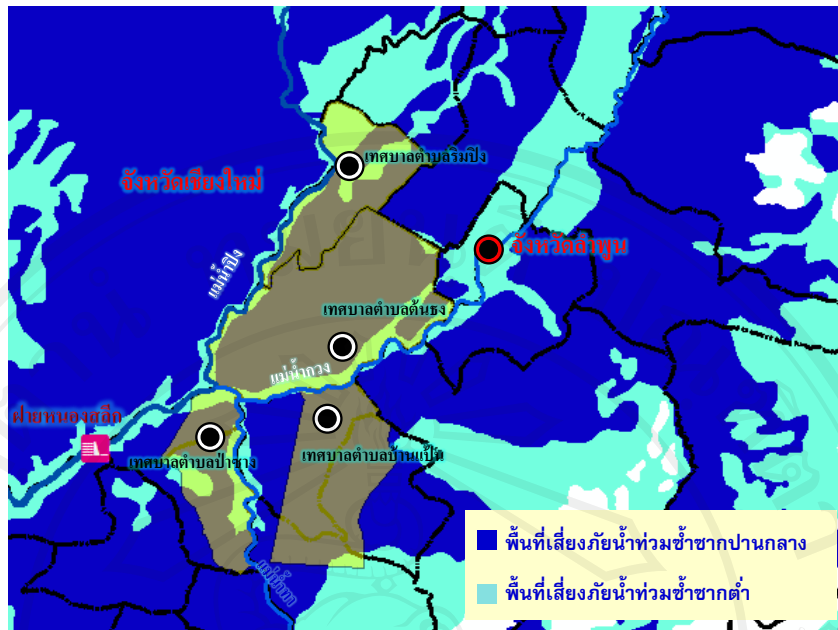 เทศบาลตำบลริมปิง
จังหวัดเชียงใหม่
จังหวัดลำพูน
แม่น้ำปิง
เทศบาลตำบลต้นธง
แม่น้ำกวง
ฝายหนองสลีก
เทศบาลตำบลป่าซาง
เทศบาลตำบลบ้านแป้น
แม่น้ำทา
พื้นที่เสี่ยงภัยน้ำท่วมซ้ำซากปานกลาง
พื้นที่เสี่ยงภัยน้ำท่วมซ้ำซากต่ำ